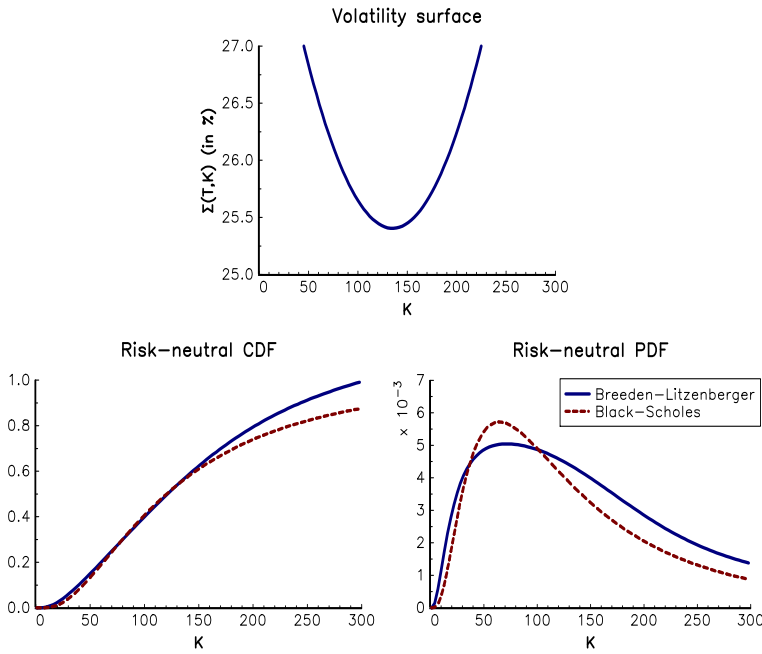 Volatility surface
27.0
26.5
26.0
25.5
25.0
Σ(T,K) (in %)
0 50 100 150 200 250 300
K
Risk-neutral CDF
1.0
0.8
0.6
0.4
0.2
0.0
0 50 100 150 200 250 300
K
Risk-neutral PDF
× 10⁻³
7
6
5
4
3
2
1
0
Breeden-Litzenberger
Black-Scholes
0 50 100 150 200 250 300
K